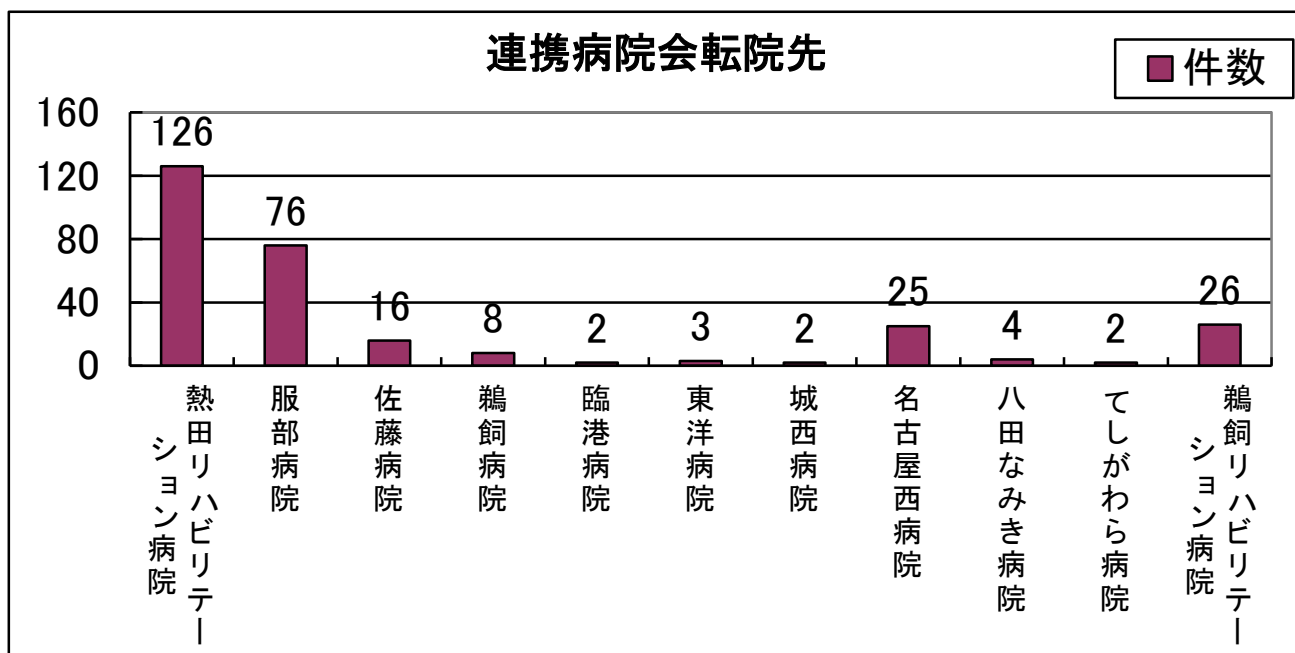 連携病院会転院先
件数
160
120
80
40
0
126
76
16
8
2
3
2
25
4
2
26
熱田リハビリテー
ション病院
服部病院
佐藤病院
鵜飼病院
臨港病院
東洋病院
城西病院
名古屋西病院
八田なみき病院
てしがわら病院
鵜飼リハビリテー
ション病院